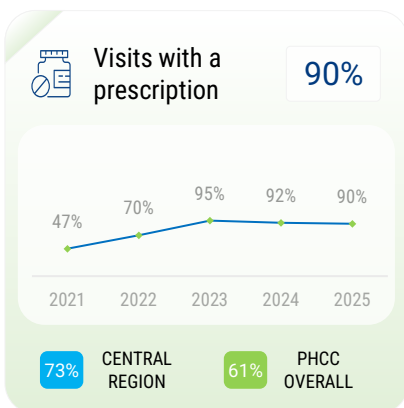 Visits with a
prescription
90%
47%
70%
95%
92%
90%
2021
2022
2023
2024
2025
73%
CENTRAL
REGION
61%
PHCC
OVERALL